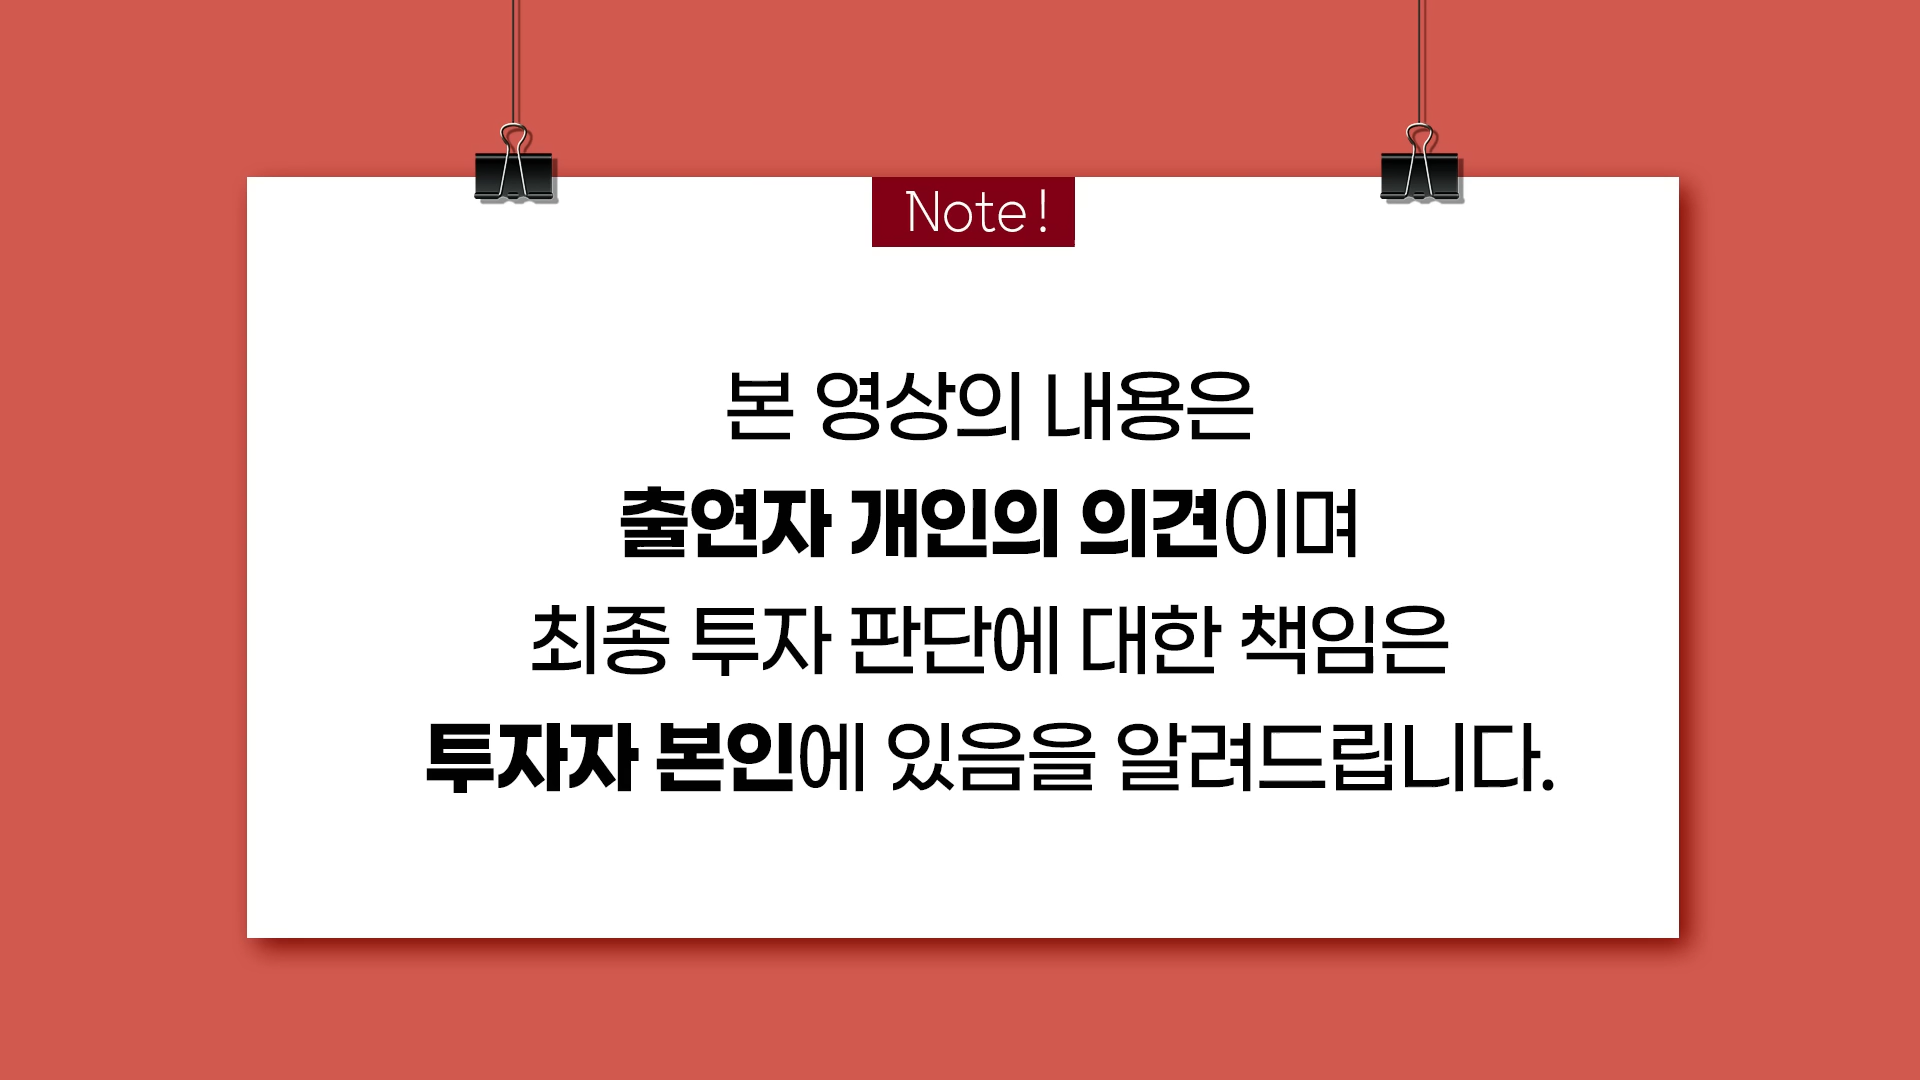 Note!
본 영상의 내용은
출연자 개인의 의견이며
최종 투자 판단에 대한 책임은
투자자 본인에 있음을 알려드립니다.